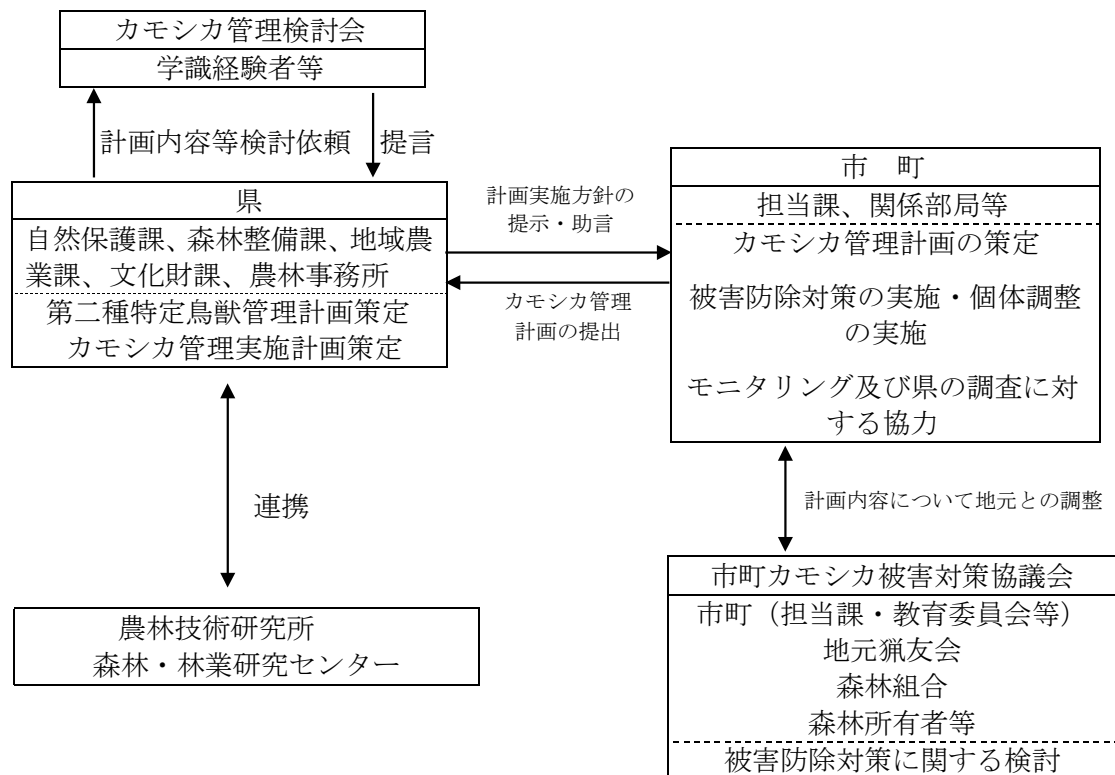 カモシカ管理検討会
学識経験者等
計画内容等検討依頼
提言
県
自然保護課、森林整備課、地域農
業課、文化財課、農林事務所
第二種特定鳥獣管理計画策定
カモシカ管理実施計画策定
計画実施方針の
提示・助言
カモシカ管理
計画の提出
市　町
担当課、関係部局等
カモシカ管理計画の策定
被害防除対策の実施・個体調整
の実施
モニタリング及び県の調査に対
する協力
連携
計画内容について地元との調整
農林技術研究所
森林・林業研究センター
市町カモシカ被害対策協議会
市町（担当課・教育委員会等）
地元猟友会
森林組合
森林所有者等
被害防除対策に関する検討